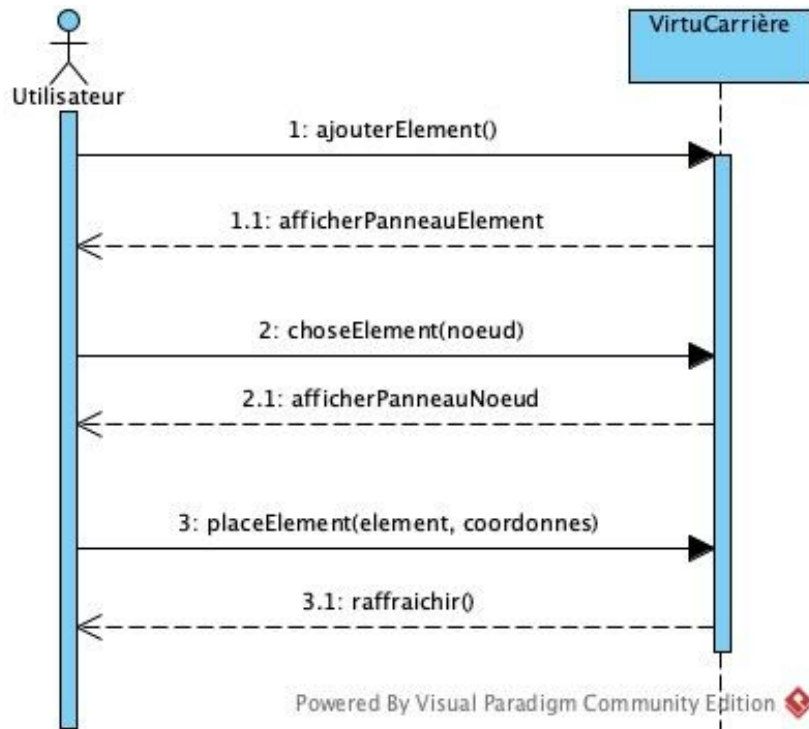 VirtuCarrière
Utilisateur
1: ajouterElement()
1.1: afficherPanneauElement
2: choseElement(noeud)
2.1: afficherPanneauNoeud
3: placeElement(element, coordonnes)
3.1: raffraichir()
Powered By Visual Paradigm Community Edition